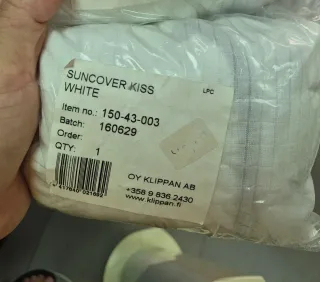 SUNCOVER KISS
WHITE
LPC
Item no.: 150-43-003
Batch: 160629
Order:
QTY: 1
OY KLIPPAN AB
+358 9 836 2430
www.klippan.fi